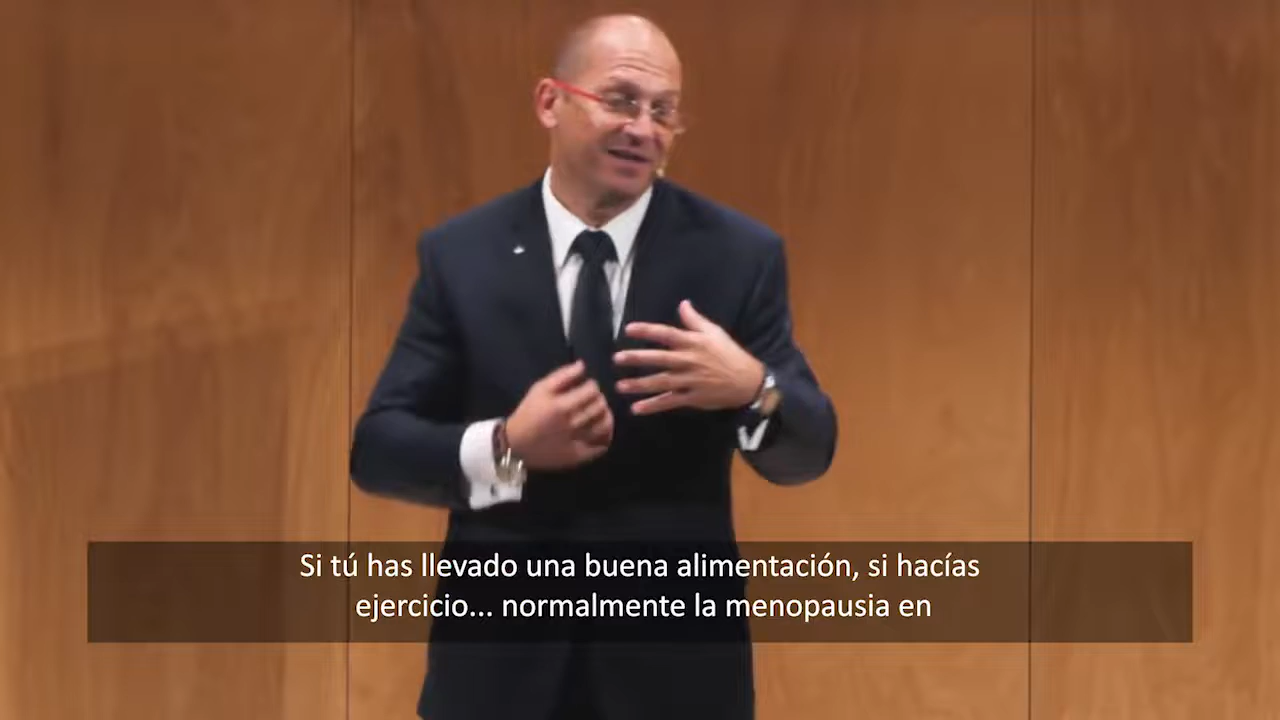 Si tú has llevado una buena alimentación, si hacías
ejercicio... normalmente la menopausia en